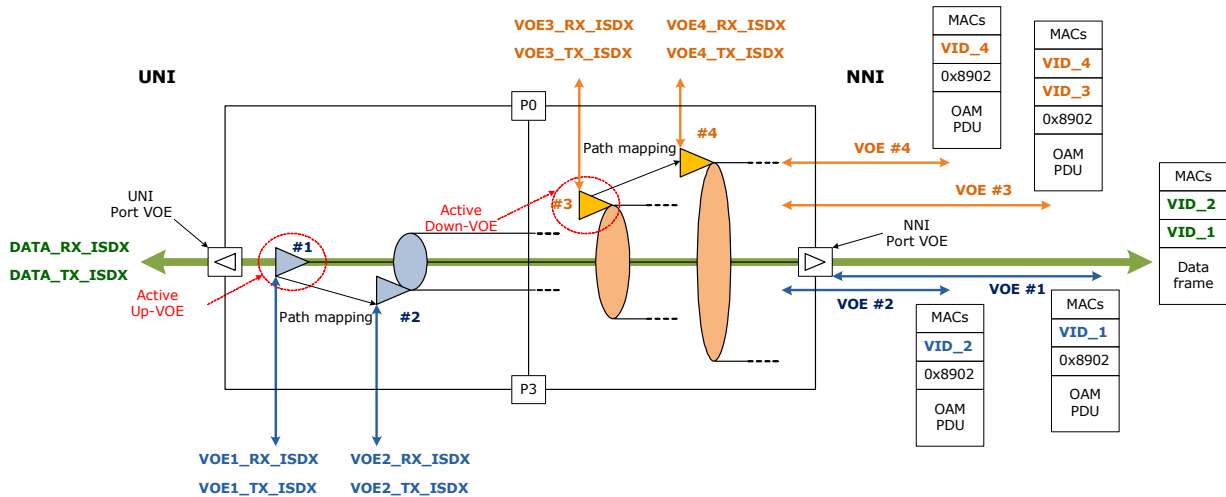 VOE3_RX_ISDX
VOE3_TX_ISDX
VOE4_RX_ISDX
VOE4_TX_ISDX
UNI
NNI
P0
#4
Path mapping
#3
Active
Down-VOE
VOE #4
VOE #3
MACs
VID_4
0x8902
OAM
PDU
MACs
VID_4
VID_3
0x8902
OAM
PDU
MACs
VID_2
VID_1
Data
frame
UNI
Port VOE
NNI
Port VOE
DATA_RX_ISDX
DATA_TX_ISDX
#1
Active
Up-VOE
Path mapping
#2
VOE #2
VOE #1
MACs
VID_2
0x8902
OAM
PDU
MACs
VID_1
0x8902
OAM
PDU
P3
VOE1_RX_ISDX
VOE1_TX_ISDX
VOE2_RX_ISDX
VOE2_TX_ISDX